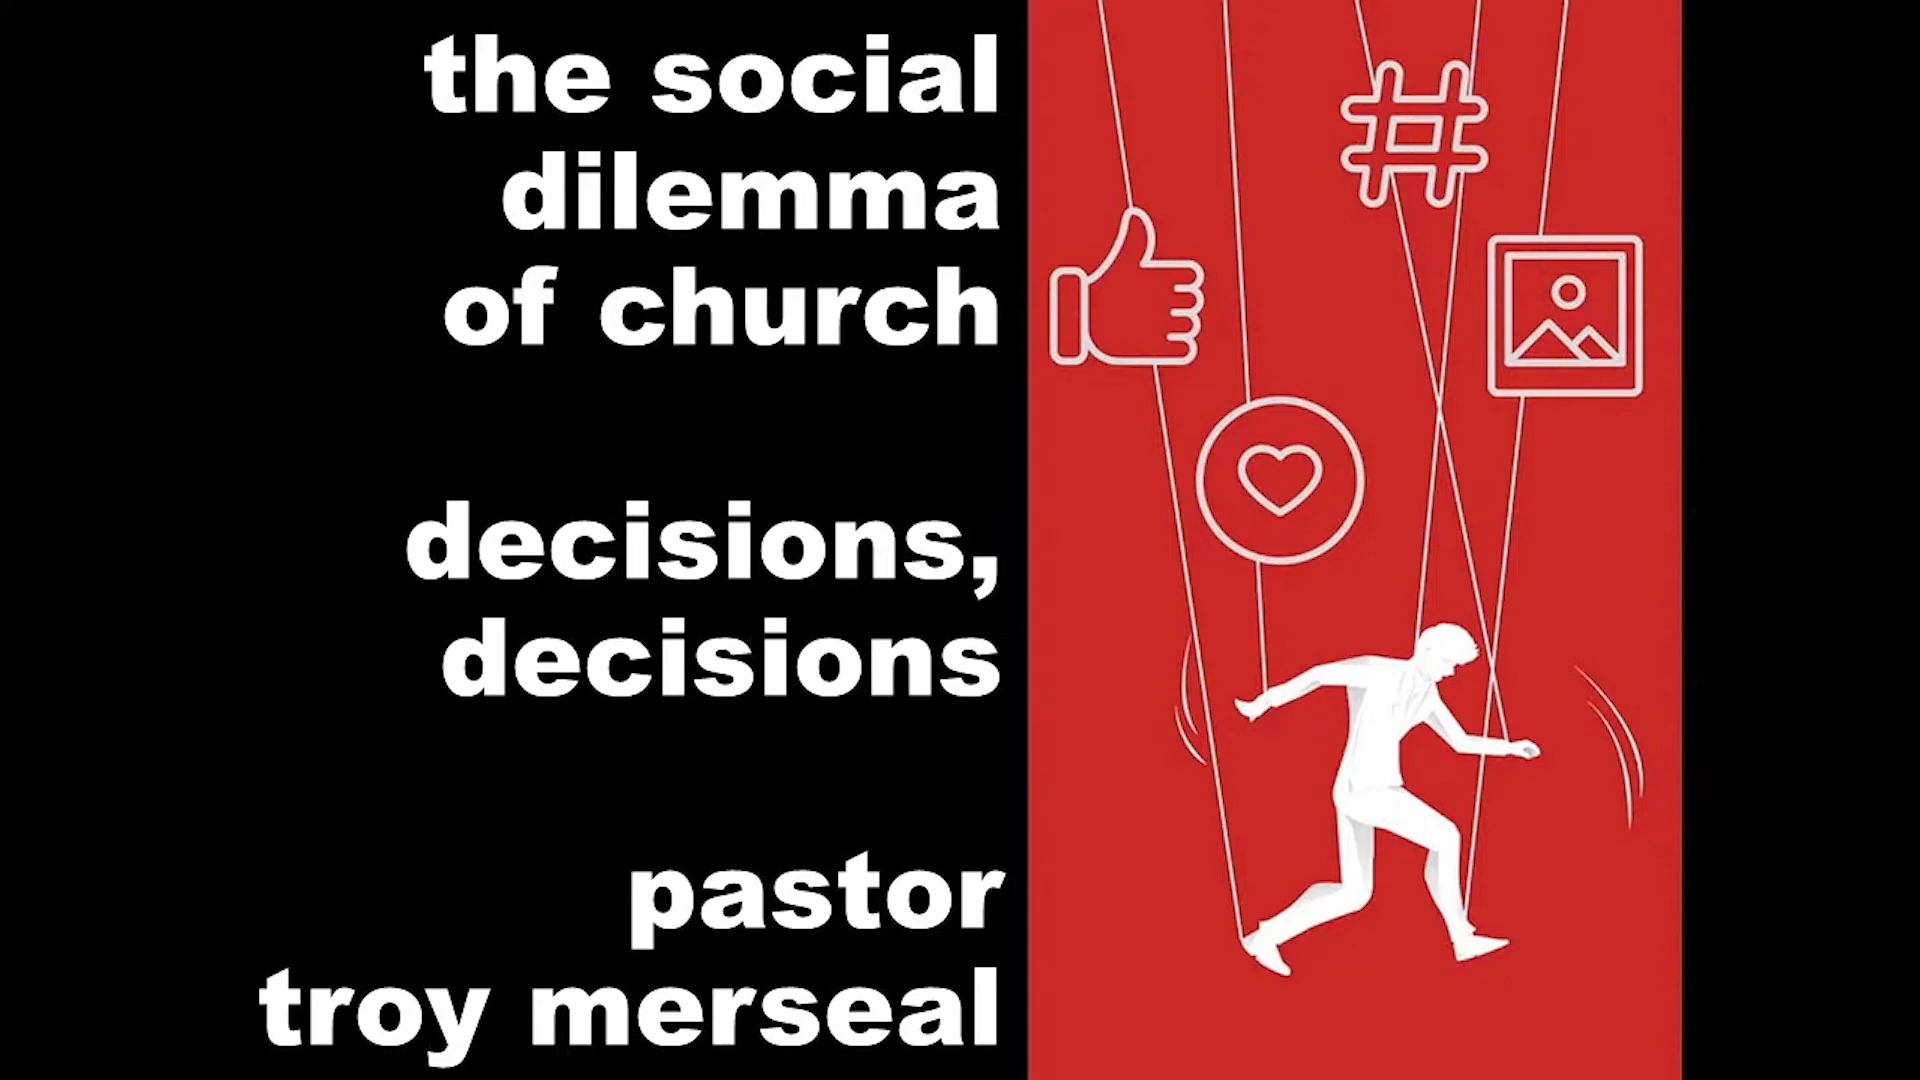 the social
dilemma
of church
decisions,
decisions
pastor
troy merseal